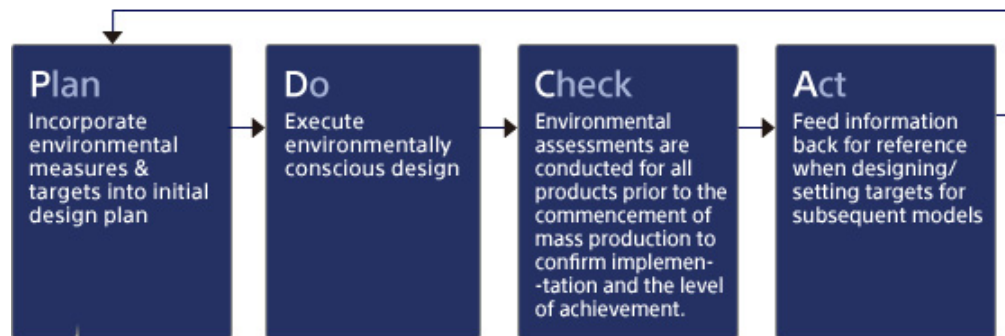 Plan
Incorporate
environmental
measures &
targets into initial
design plan
Do
Execute
environmentally
conscious design
Check
Environmental
assessments are
conducted for all
products prior to the
commencement of
mass production to
confirm implemen-
-tation and the level
of achievement.
Act
Feed information
back for reference
when designing/
setting targets for
subsequent models